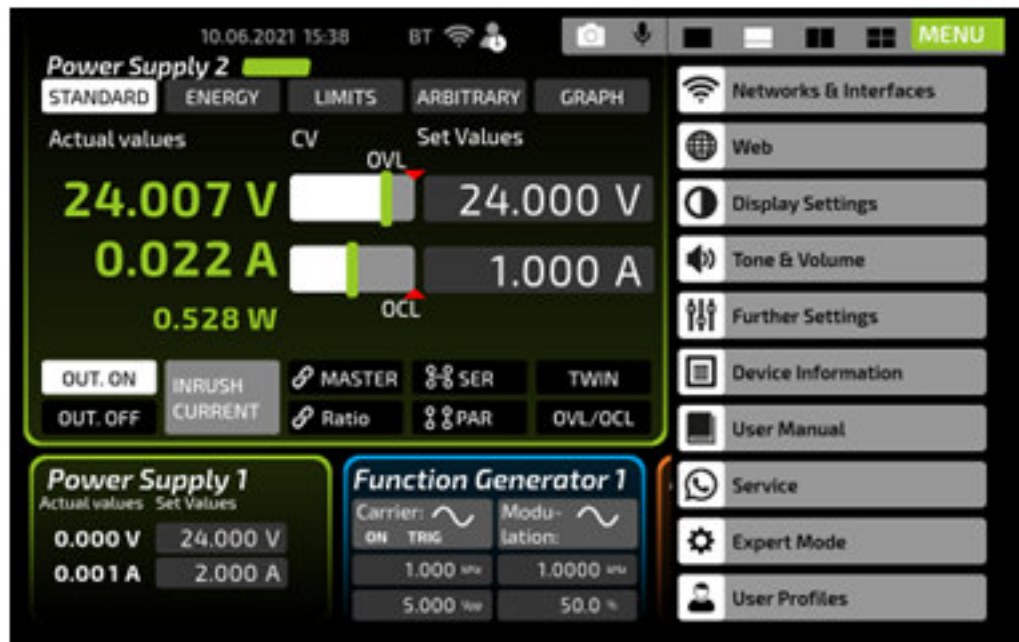 10.06.2021 15:38 BT MENU
Power Supply 2
STANDARD ENERGY LIMITS ARBITRARY GRAPH
Actual values CV Set Values
OVL
24.007 V 24.000 V
0.022 A 1.000 A
OCL
0.528 W
OUT. ON INRUSH CURRENT MASTER SER TWIN
OUT. OFF Ratio PAR OVL/OCL
Networks & Interfaces
Web
Display Settings
Tone & Volume
Further Settings
Device Information
User Manual
Service
Expert Mode
User Profiles
Power Supply 1
Actual values Set Values
0.000 V 24.000 V
0.001 A 2.000 A
Function Generator 1
Carrier: Modu-
ON TRIG lation:
1.000 1.0000
5.000 Vpp 50.0 %